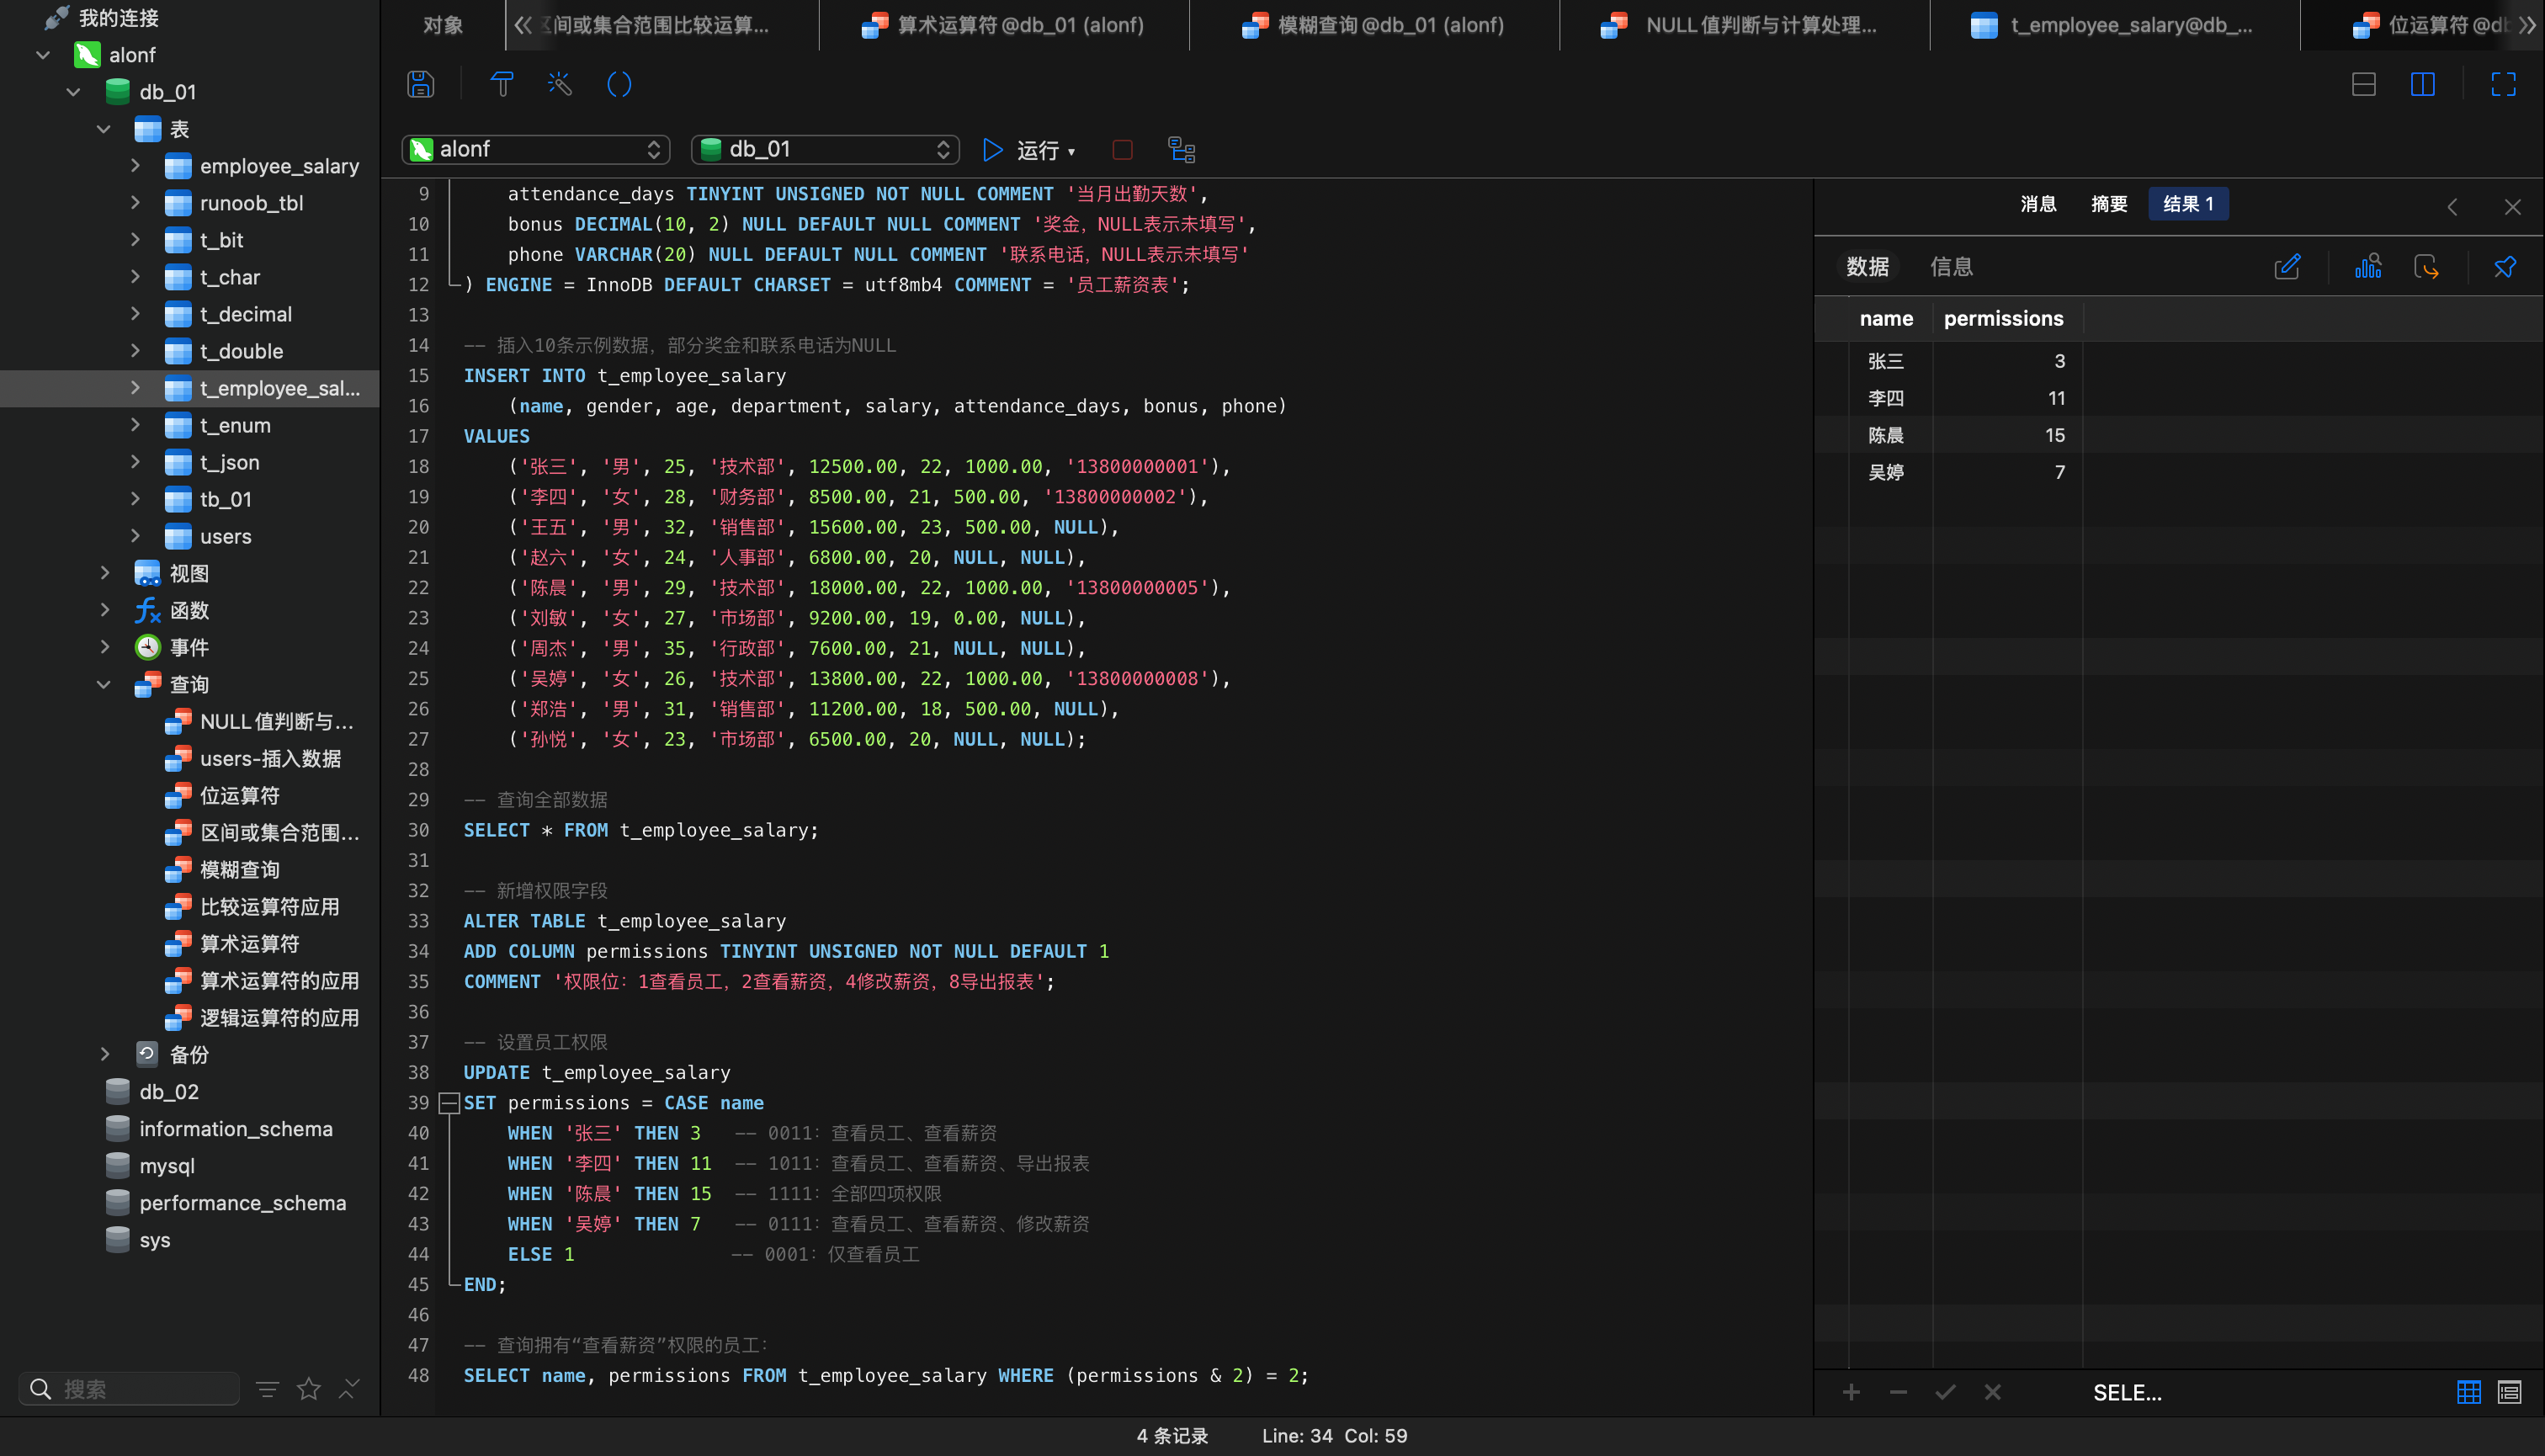 我的连接
alonf
db_01
表
employee_salary
runoob_tbl
t_bit
t_char
t_decimal
t_double
t_employee_sal...
t_enum
t_json
tb_01
users
视图
函数
事件
查询
NULL值判断与...
users-插入数据
位运算符
区间或集合范围...
模糊查询
比较运算符应用
算术运算符
算术运算符的应用
逻辑运算符的应用
备份
db_02
information_schema
mysql
performance_schema
sys
搜索
对象
区间或集合范围比较运算...
算术运算符@db_01 (alonf)
模糊查询@db_01 (alonf)
NULL值判断与计算处理...
t_employee_salary@db_...
位运算符@db
alonf
db_01
运行
9 attendance_days TINYINT UNSIGNED NOT NULL COMMENT '当月出勤天数',
10 bonus DECIMAL(10, 2) NULL DEFAULT NULL COMMENT '奖金，NULL表示未填写',
11 phone VARCHAR(20) NULL DEFAULT NULL COMMENT '联系电话，NULL表示未填写'
12 ) ENGINE = InnoDB DEFAULT CHARSET = utf8mb4 COMMENT = '员工薪资表';
13
14 -- 插入10条示例数据，部分奖金和联系电话为NULL
15 INSERT INTO t_employee_salary
16 (name, gender, age, department, salary, attendance_days, bonus, phone)
17 VALUES
18 ('张三', '男', 25, '技术部', 12500.00, 22, 1000.00, '13800000001'),
19 ('李四', '女', 28, '财务部', 8500.00, 21, 500.00, '13800000002'),
20 ('王五', '男', 32, '销售部', 15600.00, 23, 500.00, NULL),
21 ('赵六', '女', 24, '人事部', 6800.00, 20, NULL, NULL),
22 ('陈晨', '男', 29, '技术部', 18000.00, 22, 1000.00, '13800000005'),
23 ('刘敏', '女', 27, '市场部', 9200.00, 19, 0.00, NULL),
24 ('周杰', '男', 35, '行政部', 7600.00, 21, NULL, NULL),
25 ('吴婷', '女', 26, '技术部', 13800.00, 22, 1000.00, '13800000008'),
26 ('郑浩', '男', 31, '销售部', 11200.00, 18, 500.00, NULL),
27 ('孙悦', '女', 23, '市场部', 6500.00, 20, NULL, NULL);
28
29 -- 查询全部数据
30 SELECT * FROM t_employee_salary;
31
32 -- 新增权限字段
33 ALTER TABLE t_employee_salary
34 ADD COLUMN permissions TINYINT UNSIGNED NOT NULL DEFAULT 1
35 COMMENT '权限位：1查看员工，2查看薪资，4修改薪资，8导出报表';
36
37 -- 设置员工权限
38 UPDATE t_employee_salary
39 SET permissions = CASE name
40 WHEN '张三' THEN 3 -- 0011：查看员工、查看薪资
41 WHEN '李四' THEN 11 -- 1011：查看员工、查看薪资、导出报表
42 WHEN '陈晨' THEN 15 -- 1111：全部四项权限
43 WHEN '吴婷' THEN 7 -- 0111：查看员工、查看薪资、修改薪资
44 ELSE 1 -- 0001：仅查看员工
45 END;
46
47 -- 查询拥有“查看薪资”权限的员工：
48 SELECT name, permissions FROM t_employee_salary WHERE (permissions & 2) = 2;
消息 摘要 结果 1
数据 信息
name permissions
张三 3
李四 11
陈晨 15
吴婷 7
SELE...
4 条记录 Line: 34 Col: 59